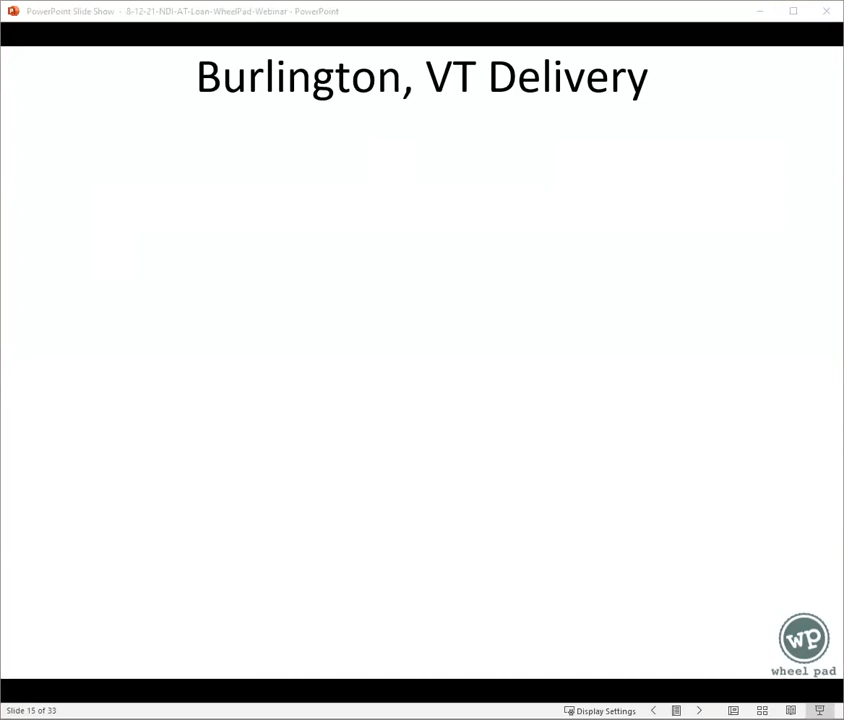 PowerPoint Slide Show - 8-12-21-NDI-AT-Loan-WheelPad-Webinar - PowerPoint
Burlington, VT Delivery
wp
wheel pad
Slide 15 of 33
Display Settings